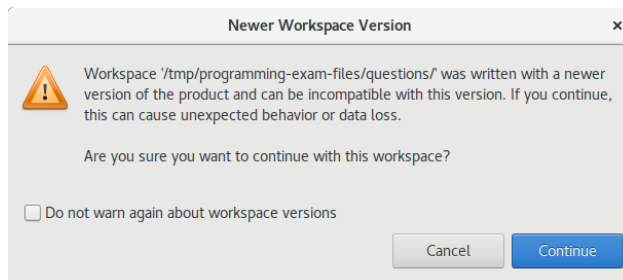 Newer Workspace Version
Workspace '/tmp/programming-exam-files/questions/' was written with a newer
version of the product and can be incompatible with this version. If you continue,
this can cause unexpected behavior or data loss.
Are you sure you want to continue with this workspace?
Do not warn again about workspace versions
Cancel Continue